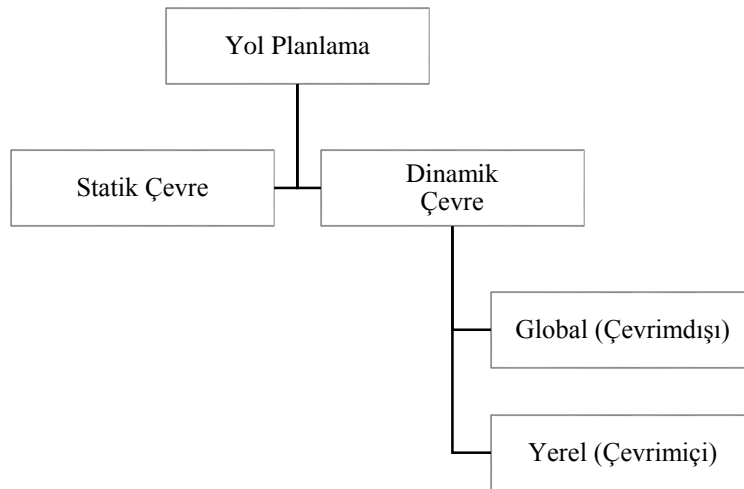 Yol Planlama
Statik Çevre
Dinamik
Çevre
Global (Çevrimdışı)
Yerel (Çevrimiçi)